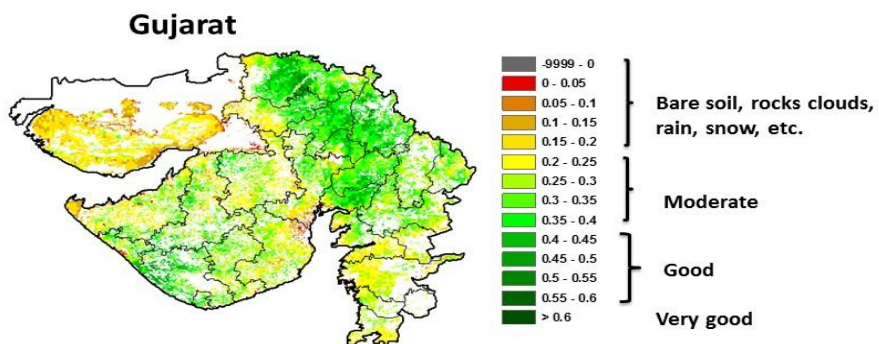 Gujarat
-9999 - 0
0 - 0.05
0.05 - 0.1
0.1 - 0.15
0.15 - 0.2
0.2 - 0.25
0.25 - 0.3
0.3 - 0.35
0.35 - 0.4
0.4 - 0.45
0.45 - 0.5
0.5 - 0.55
0.55 - 0.6
> 0.6
Bare soil, rocks clouds,
rain, snow, etc.
Moderate
Good
Very good